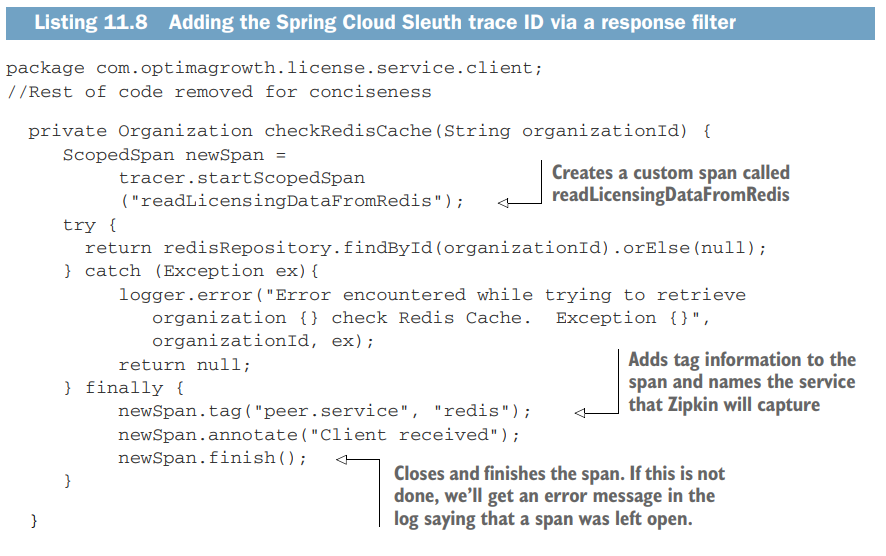 Listing 11.8 Adding the Spring Cloud Sleuth trace ID via a response filter
package com.optimagrowth.license.service.client;
//Rest of code removed for conciseness
private Organization checkRedisCache(String organizationId) {
ScopedSpan newSpan =
tracer.startScopedSpan
("readLicensingDataFromRedis");
Creates a custom span called
readLicensingDataFromRedis
try {
return redisRepository.findById(organizationId).orElse(null);
} catch (Exception ex){
logger.error("Error encountered while trying to retrieve
organization {} check Redis Cache. Exception {}",
organizationId, ex);
return null;
} finally {
newSpan.tag("peer.service", "redis");
Adds tag information to the
span and names the service
that Zipkin will capture
newSpan.annotate("Client received");
newSpan.finish();
Closes and finishes the span. If this is not
done, we'll get an error message in the
log saying that a span was left open.
}
}